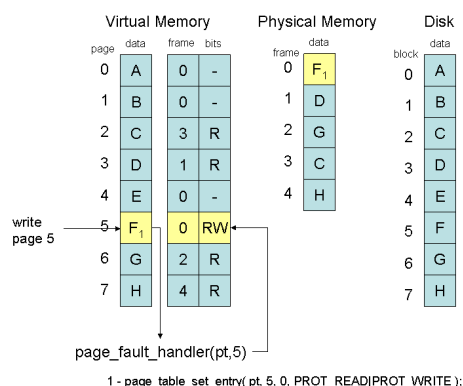 Virtual Memory
Physical Memory
Disk
page data frame bits
frame data
block data
0 A 0 -
1 B 0 -
2 C 3 R
3 D 1 R
4 E 0 -
5 F1 0 RW
6 G 2 R
7 H 4 R
0 F1
1 D
2 G
3 C
4 H
0 A
1 B
2 C
3 D
4 E
5 F
6 G
7 H
write
page 5
page_fault_handler(pt,5)
1 - page_table_set_entry( pt, 5, 0, PROT_READ|PROT_WRITE );